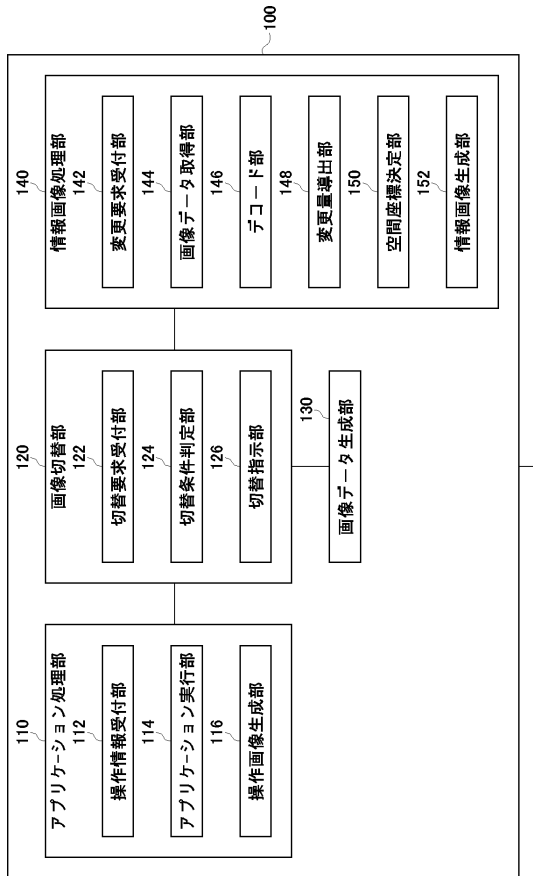 100
110
アプリケーション処理部
112
操作情報受付部
114
アプリケーション実行部
116
操作画像生成部
120
画像切替部
122
切替要求受付部
124
切替条件判定部
126
切替指示部
130
画像データ生成部
140
情報画像処理部
142
変更要求受付部
144
画像データ取得部
146
デコード部
148
変更量導出部
150
空間座標決定部
152
情報画像生成部